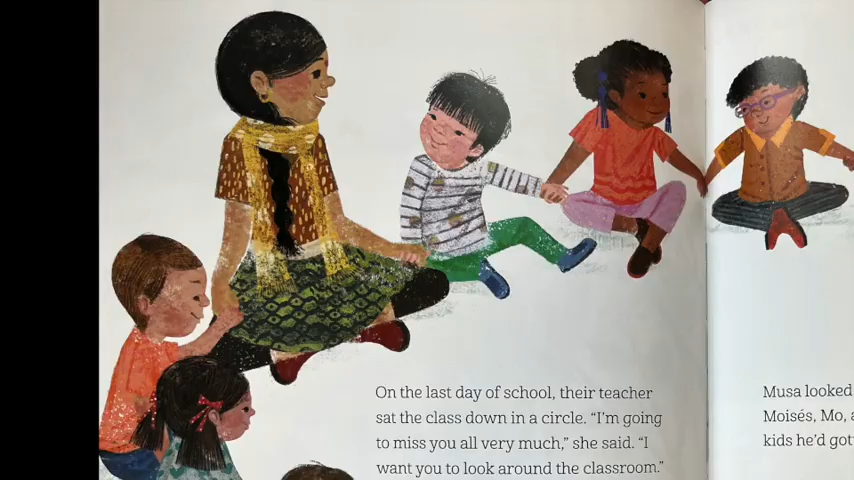 On the last day of school, their teacher
sat the class down in a circle. “I’m going
to miss you all very much,” she said. “I
want you to look around the classroom.”
Musa looked
Moisés, Mo, a
kids he’d got